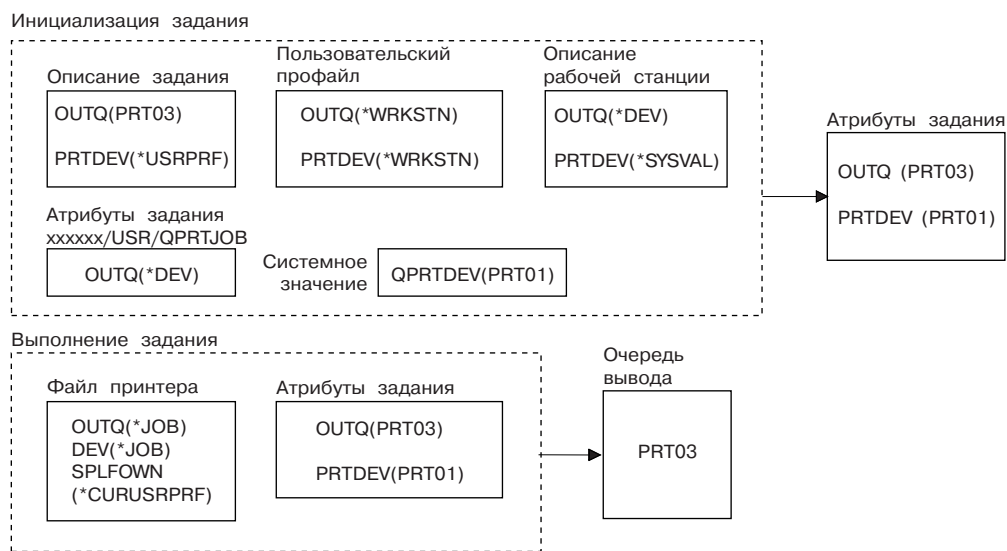 Инициализация задания
Описание задания
OUTQ(PRT03)
PRTDEV(*USRPRF)
Пользовательский
профайл
OUTQ(*WRKSTN)
PRTDEV(*WRKSTN)
Описание
рабочей станции
OUTQ(*DEV)
PRTDEV(*SYSVAL)
Атрибуты задания
OUTQ (PRT03)
PRTDEV (PRT01)
Атрибуты задания
xxxxxx/USR/QPRTJOB
OUTQ(*DEV)
Системное
значение
QPRTDEV(PRT01)
Выполнение задания
Файл принтера
OUTQ(*JOB)
DEV(*JOB)
SPLFOWN
(*CURUSRPRF)
Атрибуты задания
OUTQ(PRT03)
PRTDEV(PRT01)
Очередь
вывода
PRT03